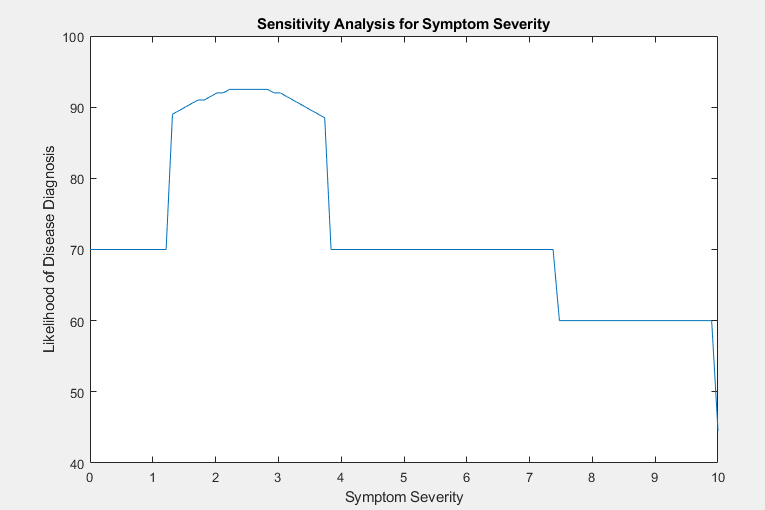 Sensitivity Analysis for Symptom Severity
100
90
80
70
60
50
40
Likelihood of Disease Diagnosis
0 1 2 3 4 5 6 7 8 9 10
Symptom Severity